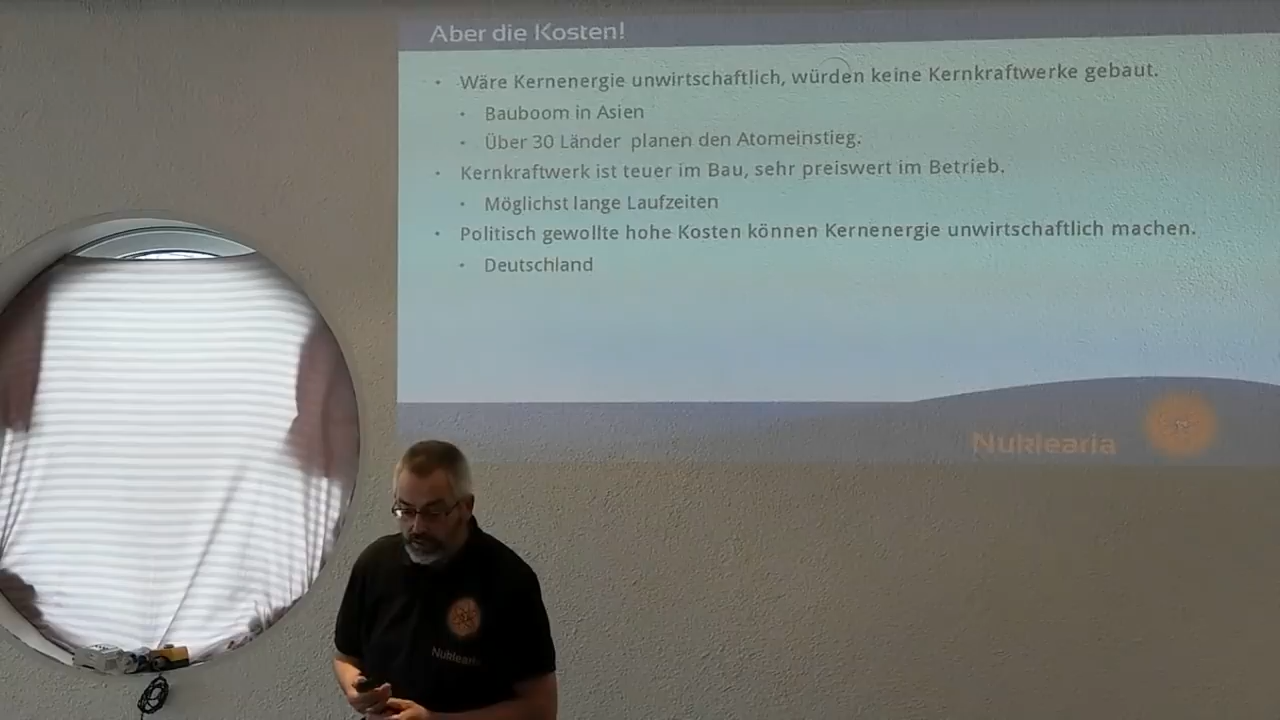 Aber die Kosten!
• Wäre Kernenergie unwirtschaftlich, würden keine Kernkraftwerke gebaut.
• Bauboom in Asien
• Über 30 Länder planen den Atomeinstieg.
• Kernkraftwerk ist teuer im Bau, sehr preiswert im Betrieb.
• Möglichst lange Laufzeiten
• Politisch gewollte hohe Kosten können Kernenergie unwirtschaftlich machen.
• Deutschland
Nuklearia
Nuklearia